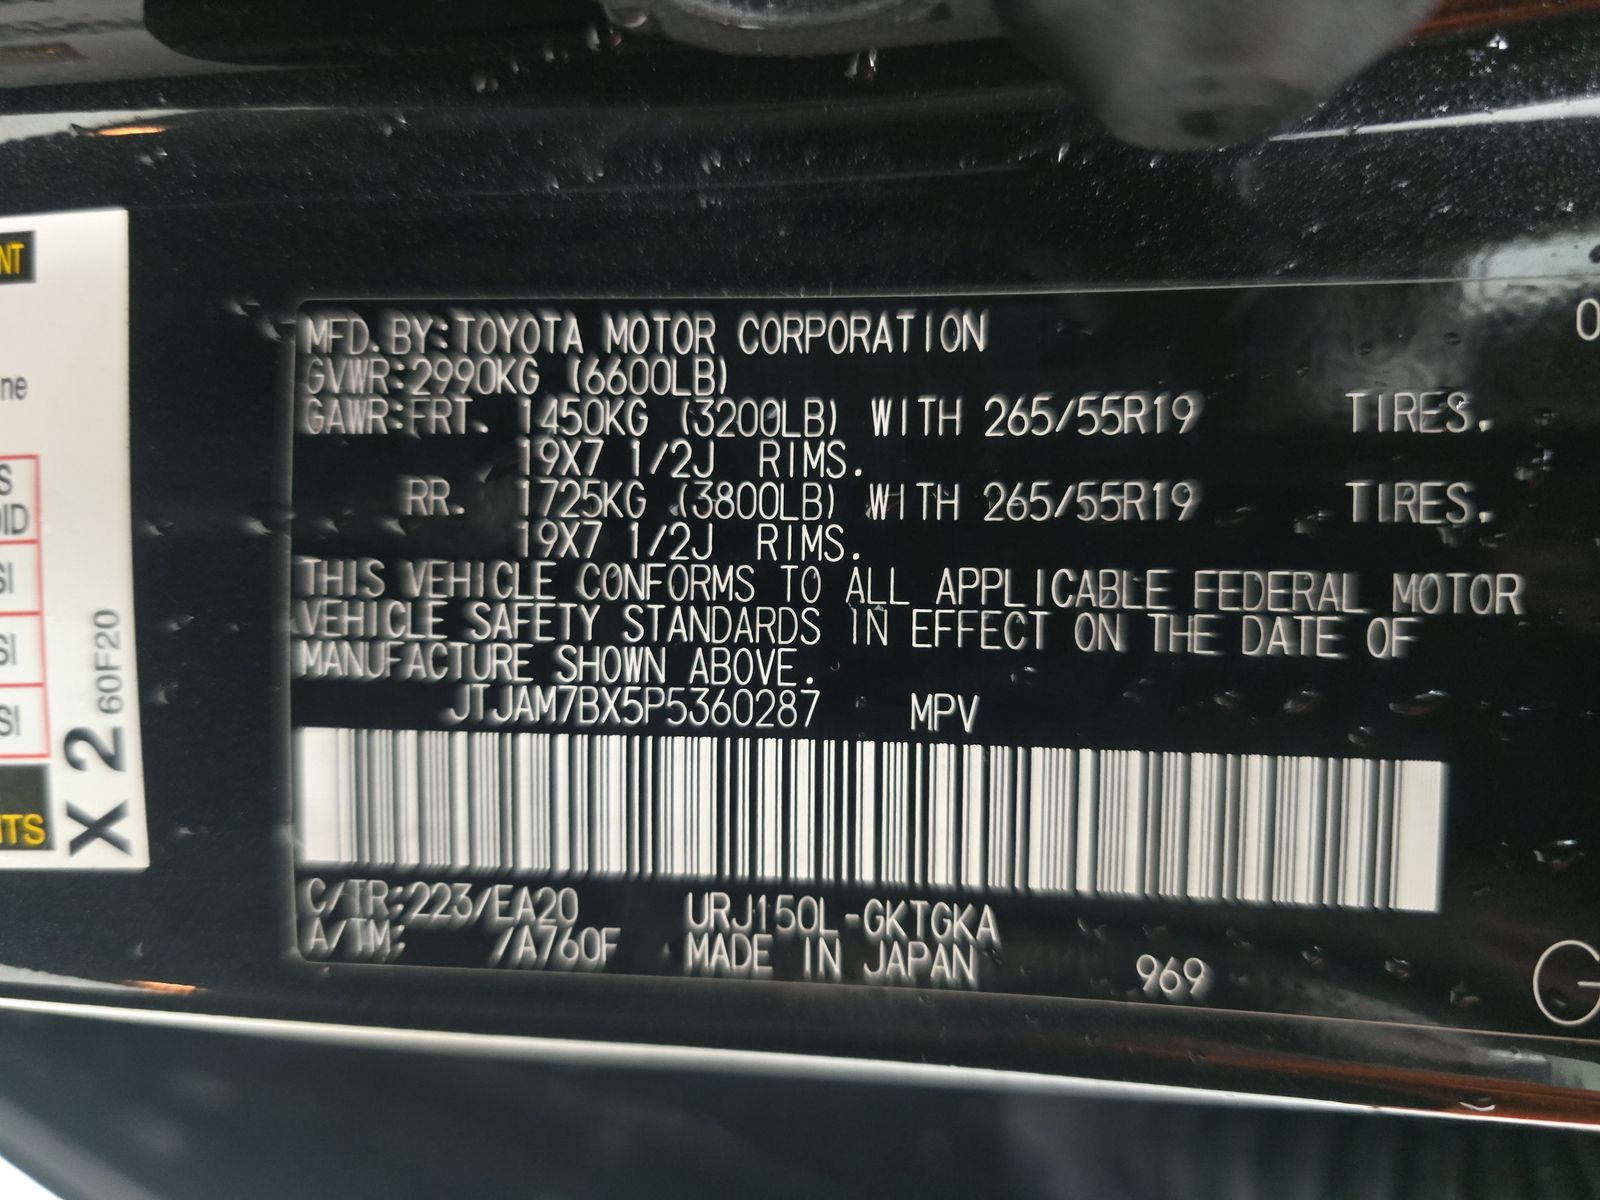 MFD. BY: TOYOTA MOTOR CORPORATION
GVWR: 2990KG (6600LB)
GAWR: FRT. 1450KG (3200LB) WITH 265/55R19 TIRES.
19X7 1/2J RIMS.
RR. 1725KG (3800LB) WITH 265/55R19 TIRES.
19X7 1/2J RIMS.
THIS VEHICLE CONFORMS TO ALL APPLICABLE FEDERAL MOTOR
VEHICLE SAFETY STANDARDS IN EFFECT ON THE DATE OF
MANUFACTURE SHOWN ABOVE.
JTJAM7BX5P5360287 MPV
C/TR: 223/EA20 URJ150L-GKTGKA
A/TM: /A760F MADE IN JAPAN 969
X 2 60F20